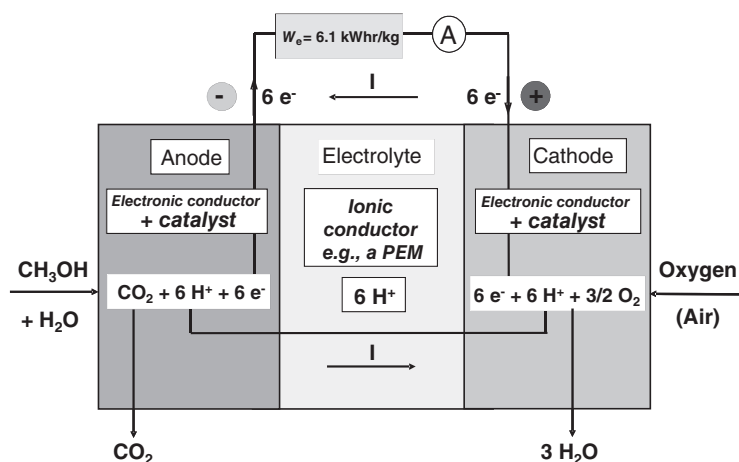 Wₑ = 6.1 kWhr/kg
A
-
6 e⁻
I
6 e⁻
+
Anode
Electrolyte
Cathode
Electronic conductor
+ catalyst
Ionic
conductor
e.g., a PEM
Electronic conductor
+ catalyst
CH₃OH
+ H₂O
CO₂ + 6 H⁺ + 6 e⁻
6 H⁺
6 e⁻ + 6 H⁺ + 3/2 O₂
Oxygen
(Air)
I
CO₂
3 H₂O